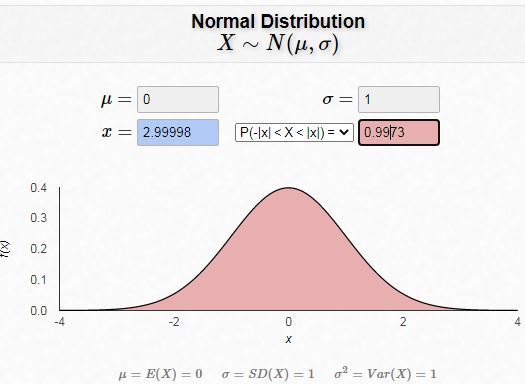 Normal Distribution
X ~ N(μ, σ)
μ = 0 σ = 1
x = 2.99998 P(-|x| < X < |x|) = 0.9973
0.4
0.3
0.2
0.1
0.0
f(x)
-4 -2 0 2 4
x
μ = E(X) = 0 σ = SD(X) = 1 σ² = Var(X) = 1